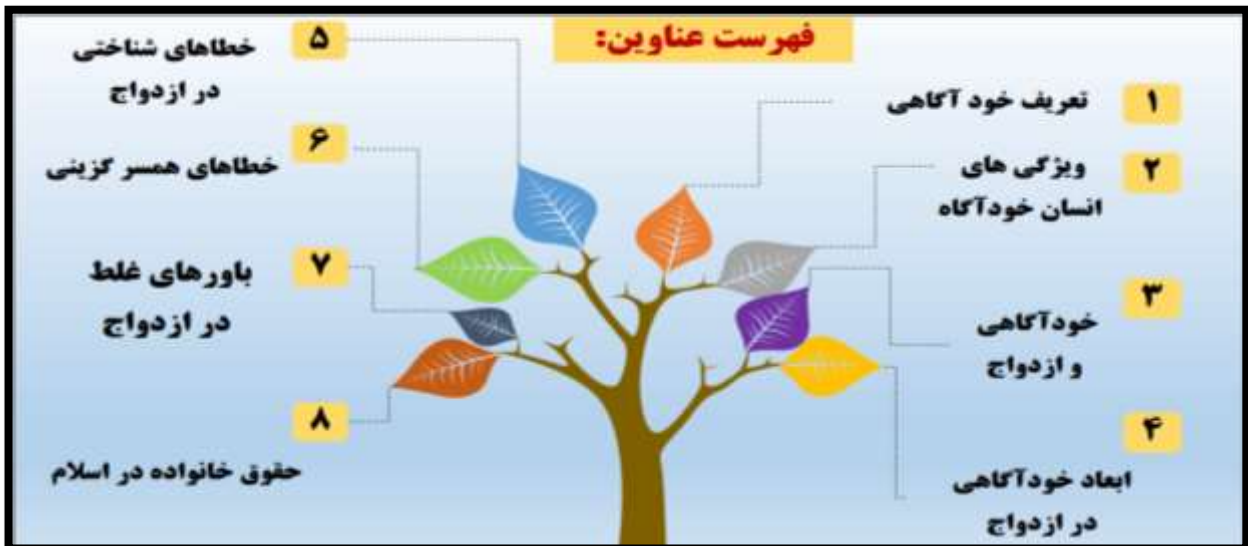 فهرست عناوین:
۱
تعریف خود آگاهی
۲
ویژگی های
انسان خودآگاه
۳
خودآگاهی
و ازدواج
۴
ابعاد خودآگاهی
در ازدواج
۵
خطاهای شناختی
در ازدواج
۶
خطاهای همسر گزینی
۷
باورهای غلط
در ازدواج
۸
حقوق خانواده در اسلام